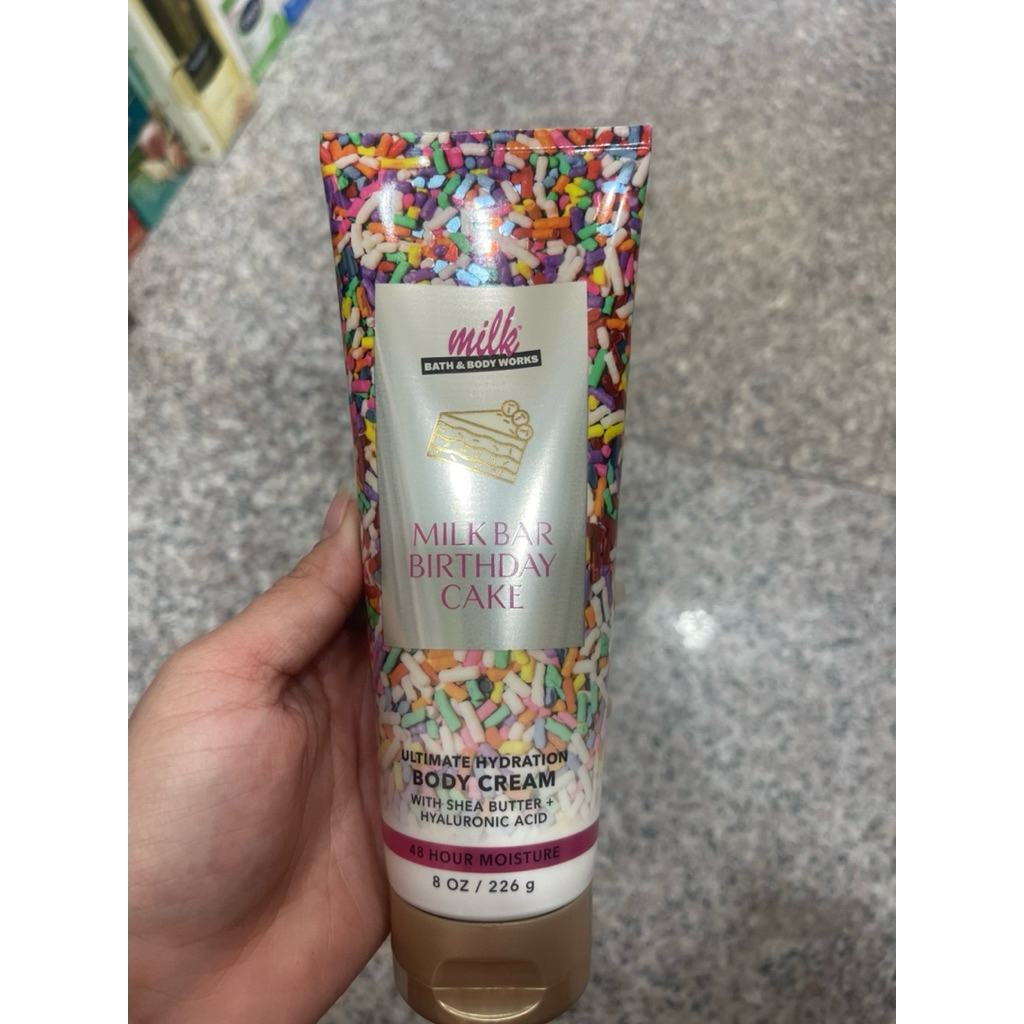 milk
BATH & BODY WORKS
MILK BAR
BIRTHDAY
CAKE
ULTIMATE HYDRATION
BODY CREAM
WITH SHEA BUTTER +
HYALURONIC ACID
48 HOUR MOISTURE
8 OZ / 226 g